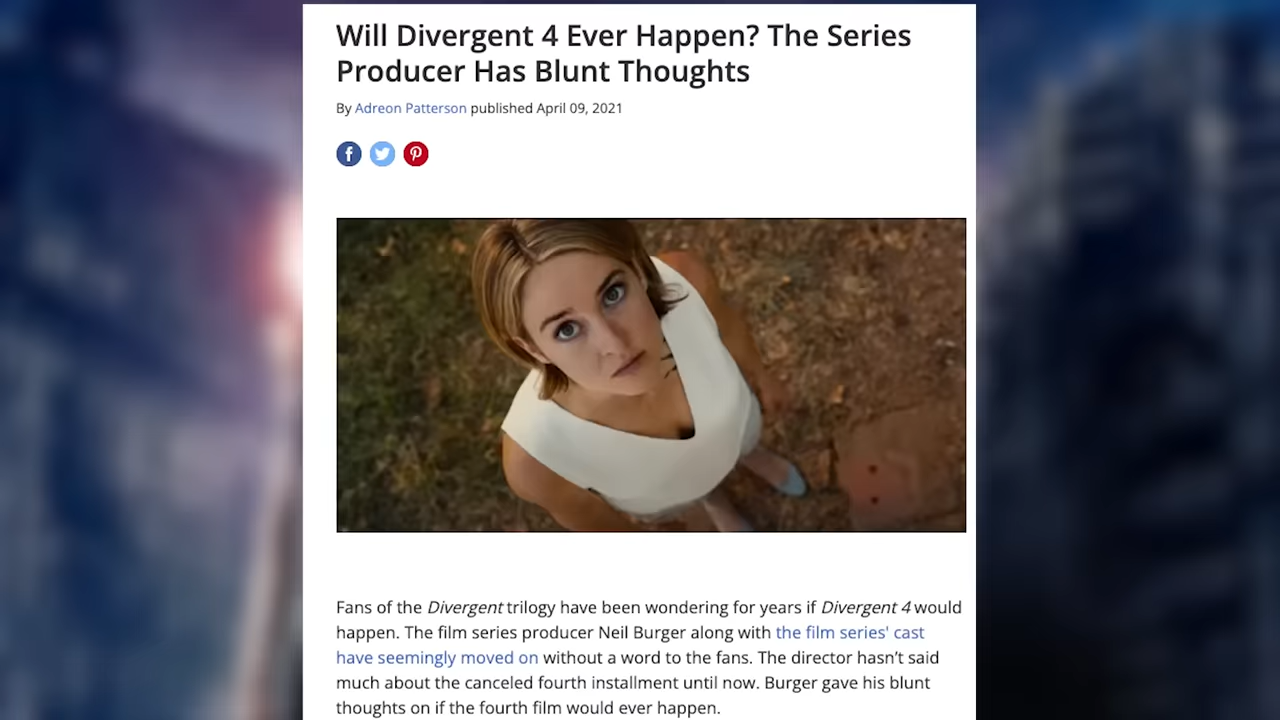 Will Divergent 4 Ever Happen? The Series
Producer Has Blunt Thoughts
By Adreon Patterson published April 09, 2021
Fans of the Divergent trilogy have been wondering for years if Divergent 4 would
happen. The film series producer Neil Burger along with the film series' cast
have seemingly moved on without a word to the fans. The director hasn’t said
much about the canceled fourth installment until now. Burger gave his blunt
thoughts on if the fourth film would ever happen.